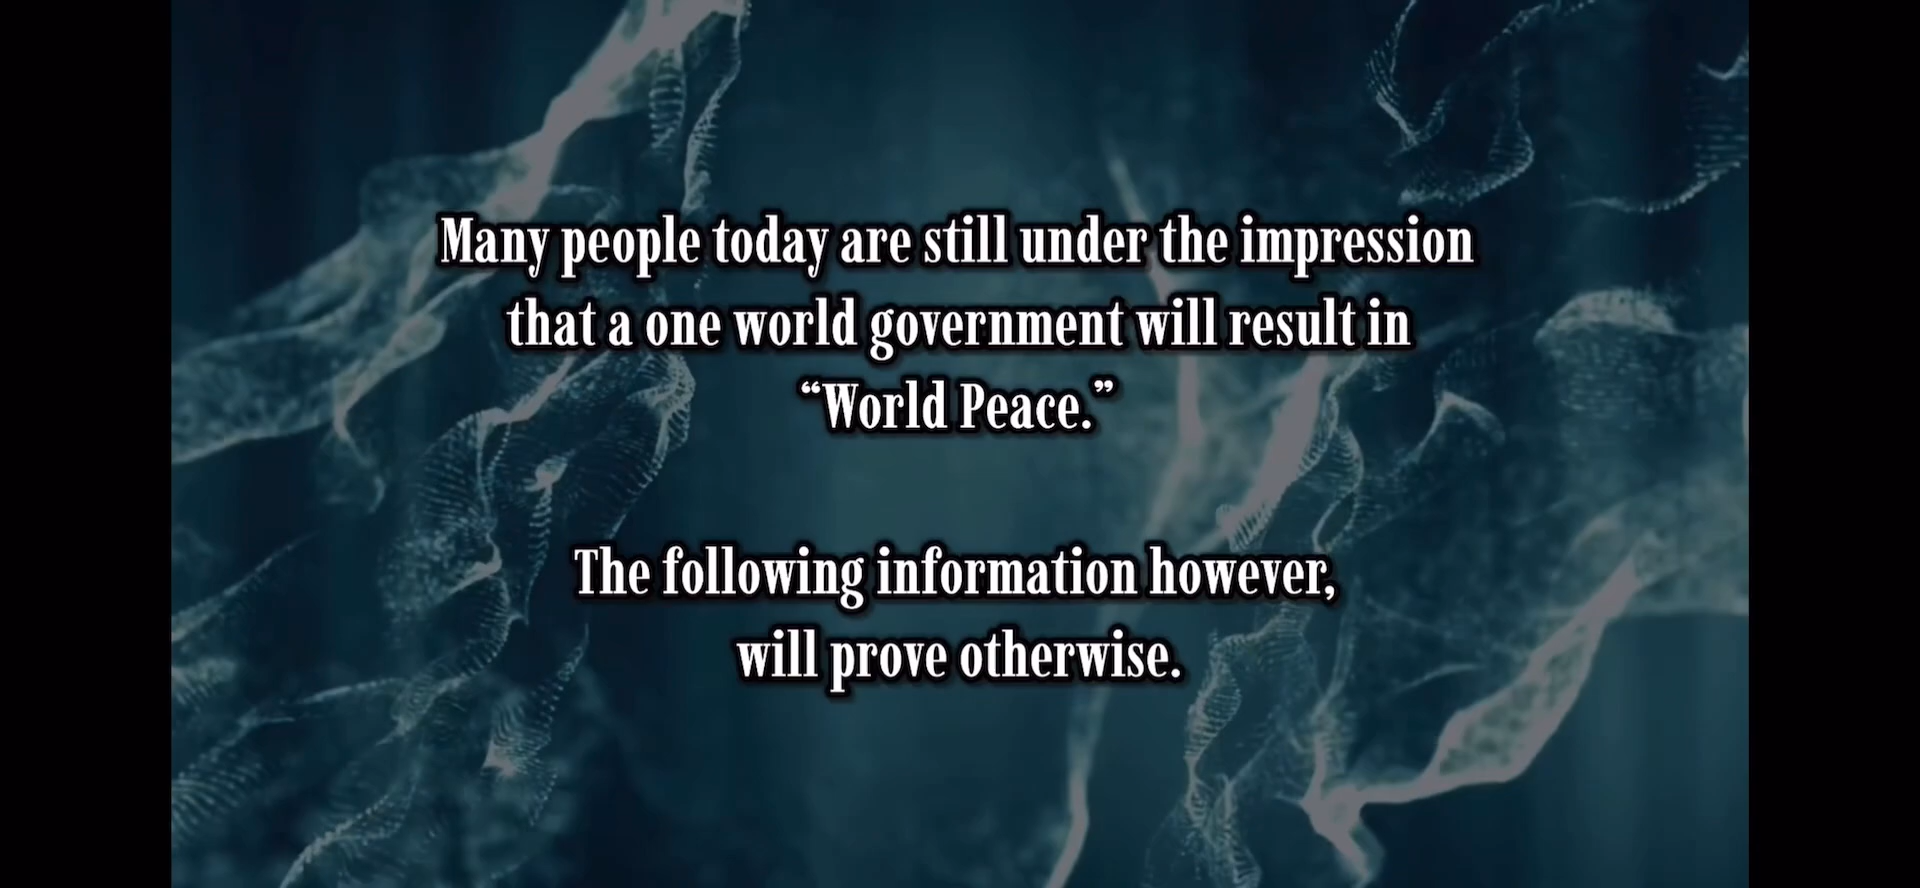 Many people today are still under the impression
that a one world government will result in
“World Peace.”
The following information however,
will prove otherwise.